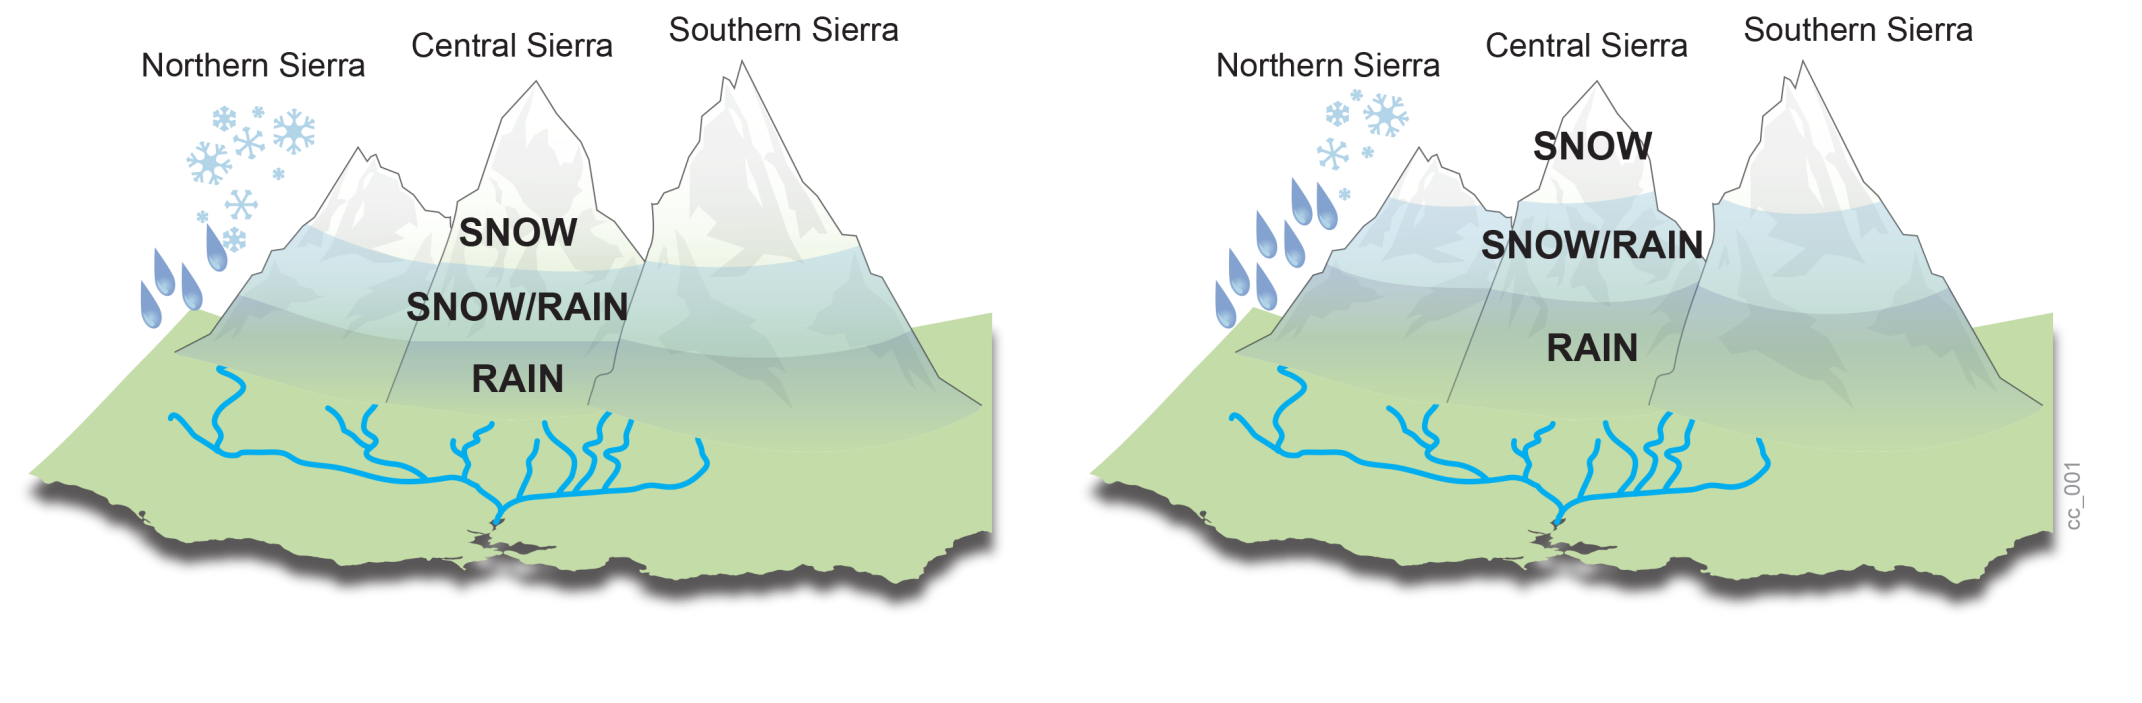 Northern Sierra
Central Sierra
Southern Sierra
SNOW
SNOW/RAIN
RAIN
Northern Sierra
Central Sierra
Southern Sierra
SNOW
SNOW/RAIN
RAIN
cc_001